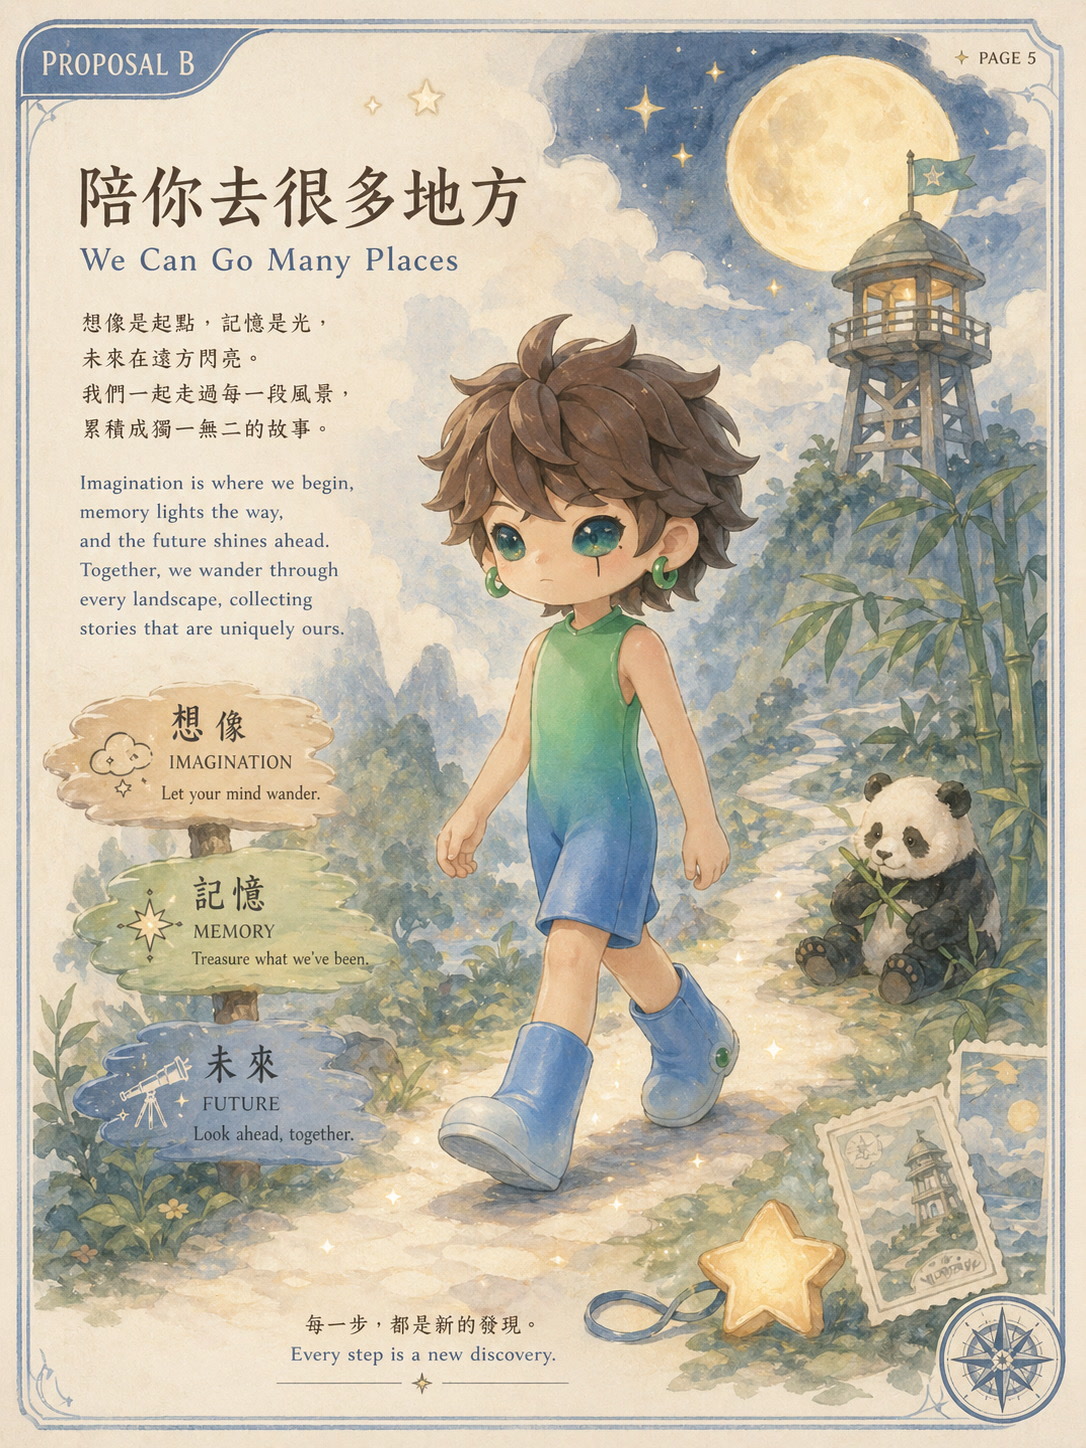 PROPOSAL B
PAGE 5
陪你去很多地方
We Can Go Many Places
想像是起點，記憶是光，
未來在遠方閃亮。
我們一起走過每一段風景，
累積成獨一無二的故事。
Imagination is where we begin,
memory lights the way,
and the future shines ahead.
Together, we wander through
every landscape, collecting
stories that are uniquely ours.
想像
IMAGINATION
Let your mind wander.
記憶
MEMORY
Treasure what we've been.
未來
FUTURE
Look ahead, together.
每一步，都是新的發現。
Every step is a new discovery.